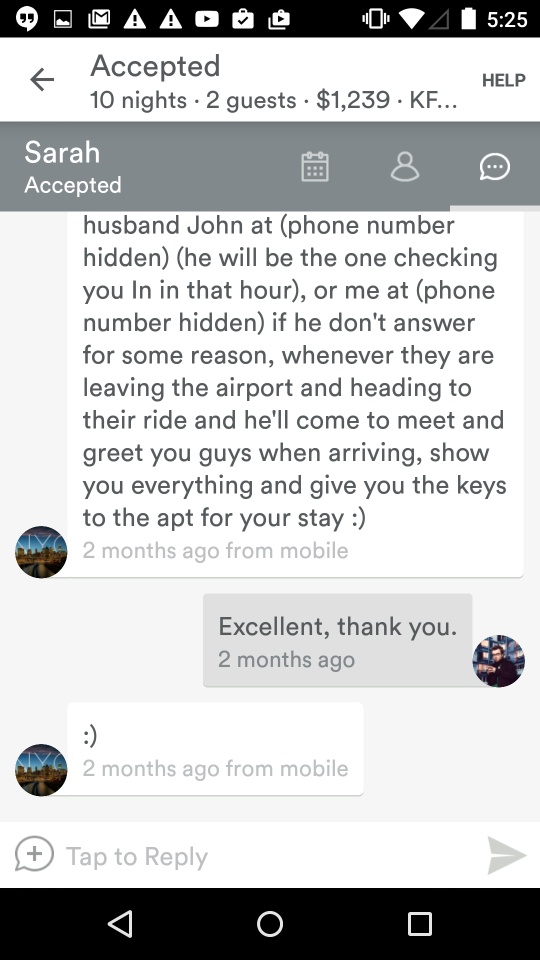 5:25
Accepted
10 nights · 2 guests · $1,239 · KF...
HELP
Sarah
Accepted
husband John at (phone number
hidden) (he will be the one checking
you In in that hour), or me at (phone
number hidden) if he don't answer
for some reason, whenever they are
leaving the airport and heading to
their ride and he'll come to meet and
greet you guys when arriving, show
you everything and give you the keys
to the apt for your stay :)
2 months ago from mobile
Excellent, thank you.
2 months ago
:)
2 months ago from mobile
Tap to Reply